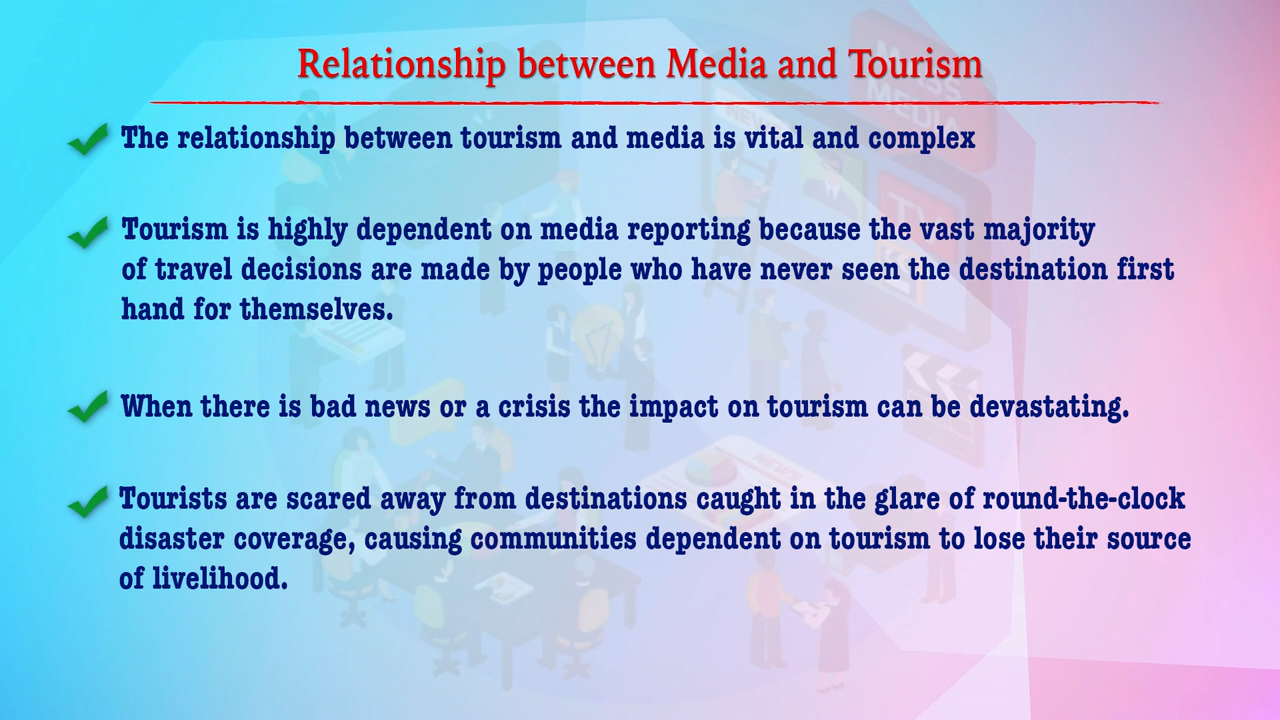 Relationship between Media and Tourism
The relationship between tourism and media is vital and complex
Tourism is highly dependent on media reporting because the vast majority
of travel decisions are made by people who have never seen the destination first
hand for themselves.
When there is bad news or a crisis the impact on tourism can be devastating.
Tourists are scared away from destinations caught in the glare of round-the-clock
disaster coverage, causing communities dependent on tourism to lose their source
of livelihood.
MASS
MEDIA
NEWS